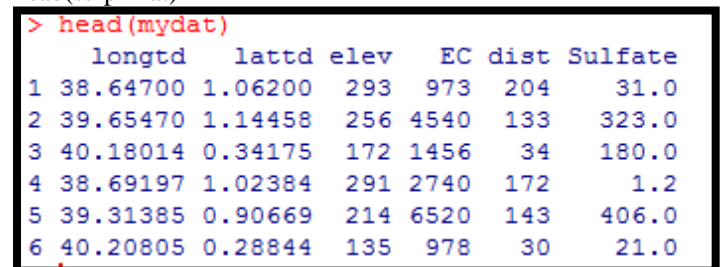 > head(mydat)
longtd lattd elev EC dist Sulfate
1 38.64700 1.06200 293 973 204 31.0
2 39.65470 1.14458 256 4540 133 323.0
3 40.18014 0.34175 172 1456 34 180.0
4 38.69197 1.02384 291 2740 172 1.2
5 39.31385 0.90669 214 6520 143 406.0
6 40.20805 0.28844 135 978 30 21.0